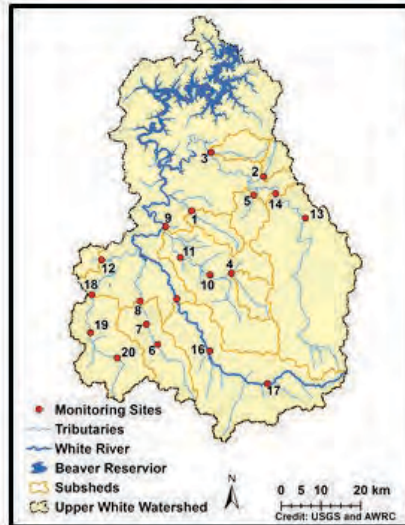 3
2
5
14
13
1
9
11
12
10
4
18
8
19
7
6
20
16
17
Monitoring Sites
Tributaries
White River
Beaver Reservior
Subsheds
Upper White Watershed
N
0 5 10 20 km
Credit: USGS and AWRC